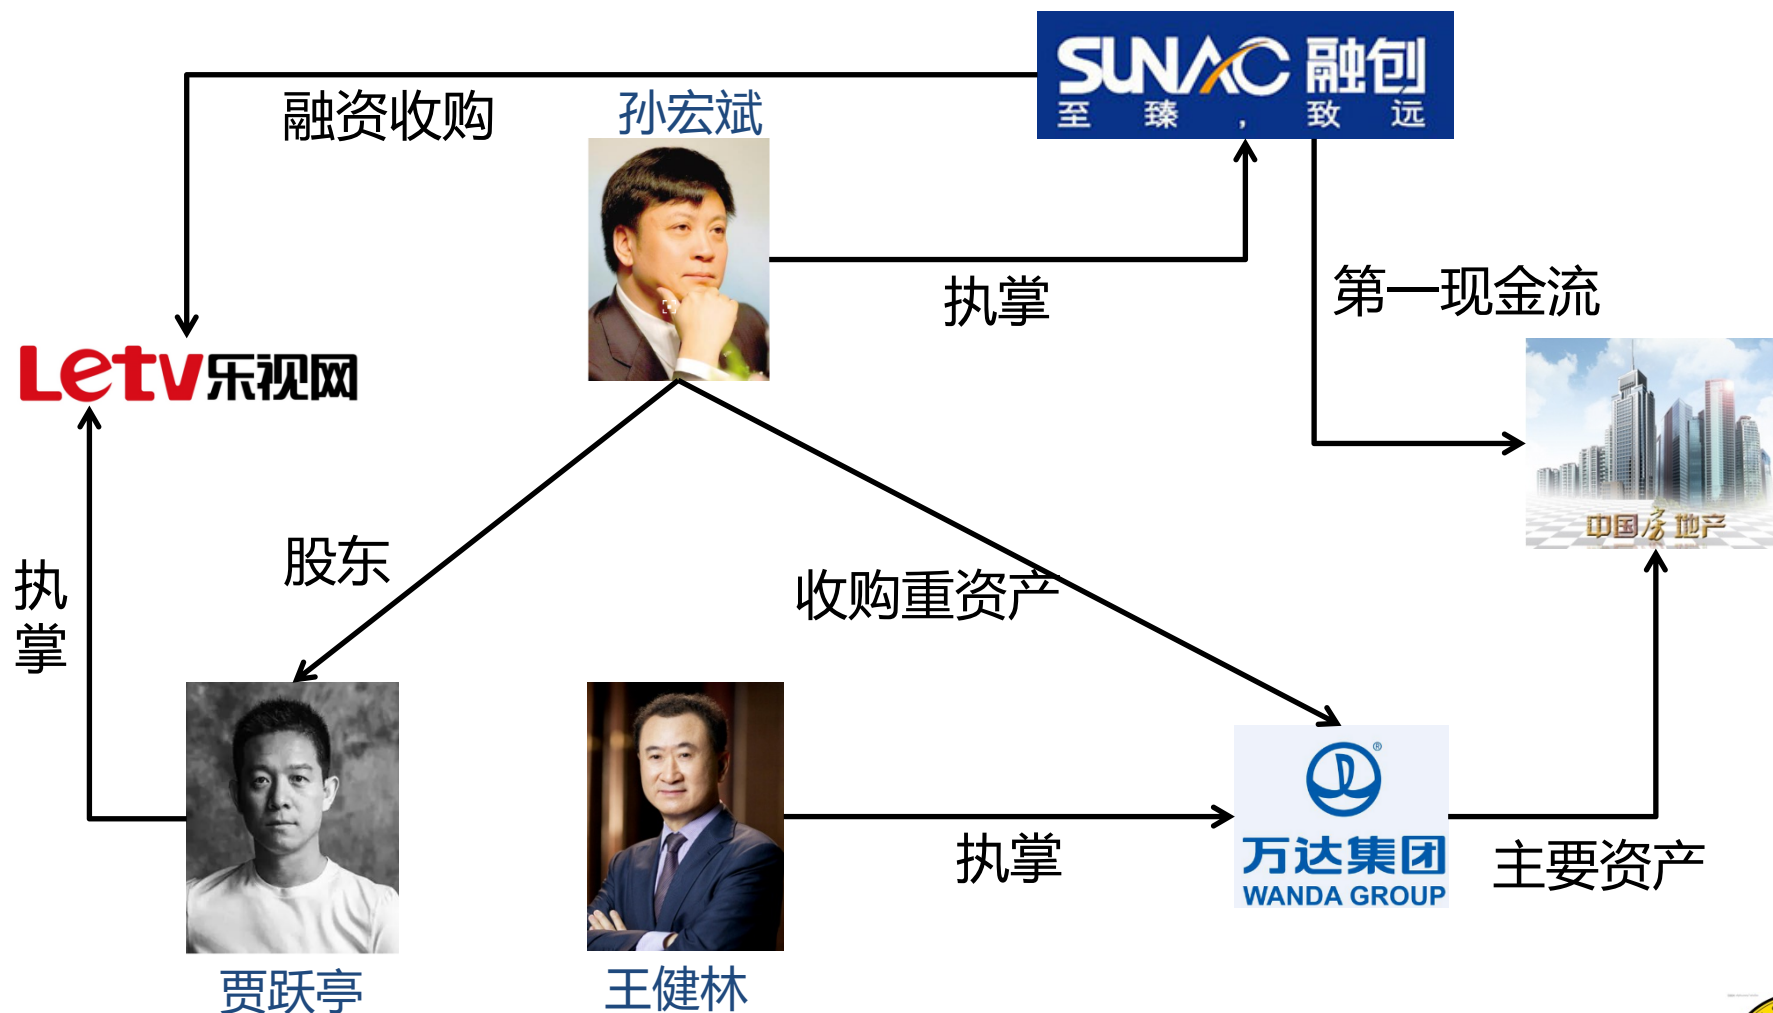 SUNAC 融创
至臻，致远
融资收购
孙宏斌
执掌
第一现金流
Letv乐视网
中国房地产
股东
收购重资产
执
掌
®
万达集团
WANDA GROUP
执掌
主要资产
贾跃亭
王健林